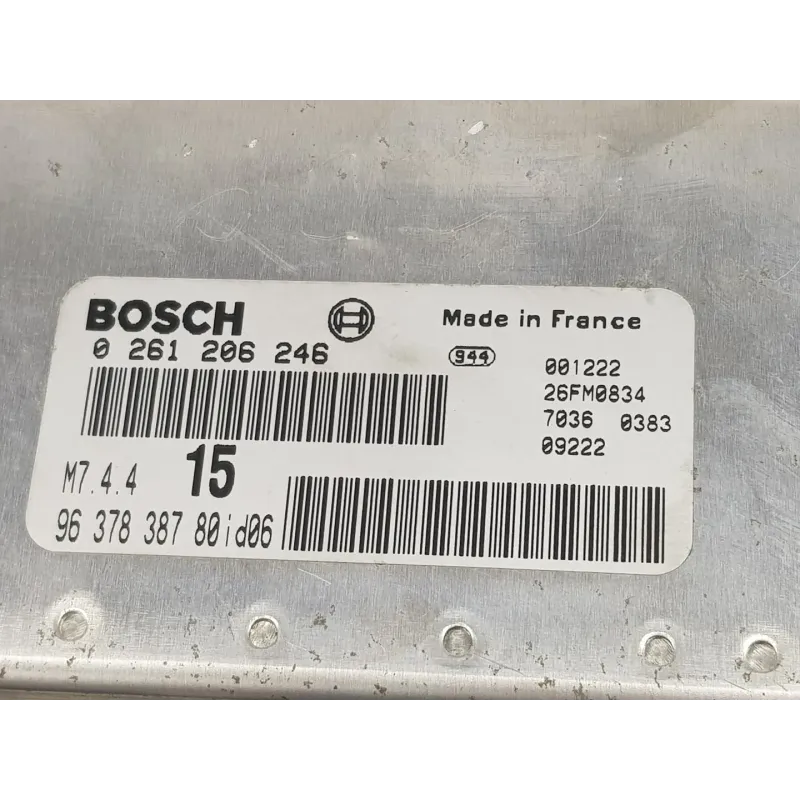 BOSCH
Made in France
0 261 206 246
944
001222
26FM0834
7036 0383
09222
M7.4.4
15
96 378 387 80id06